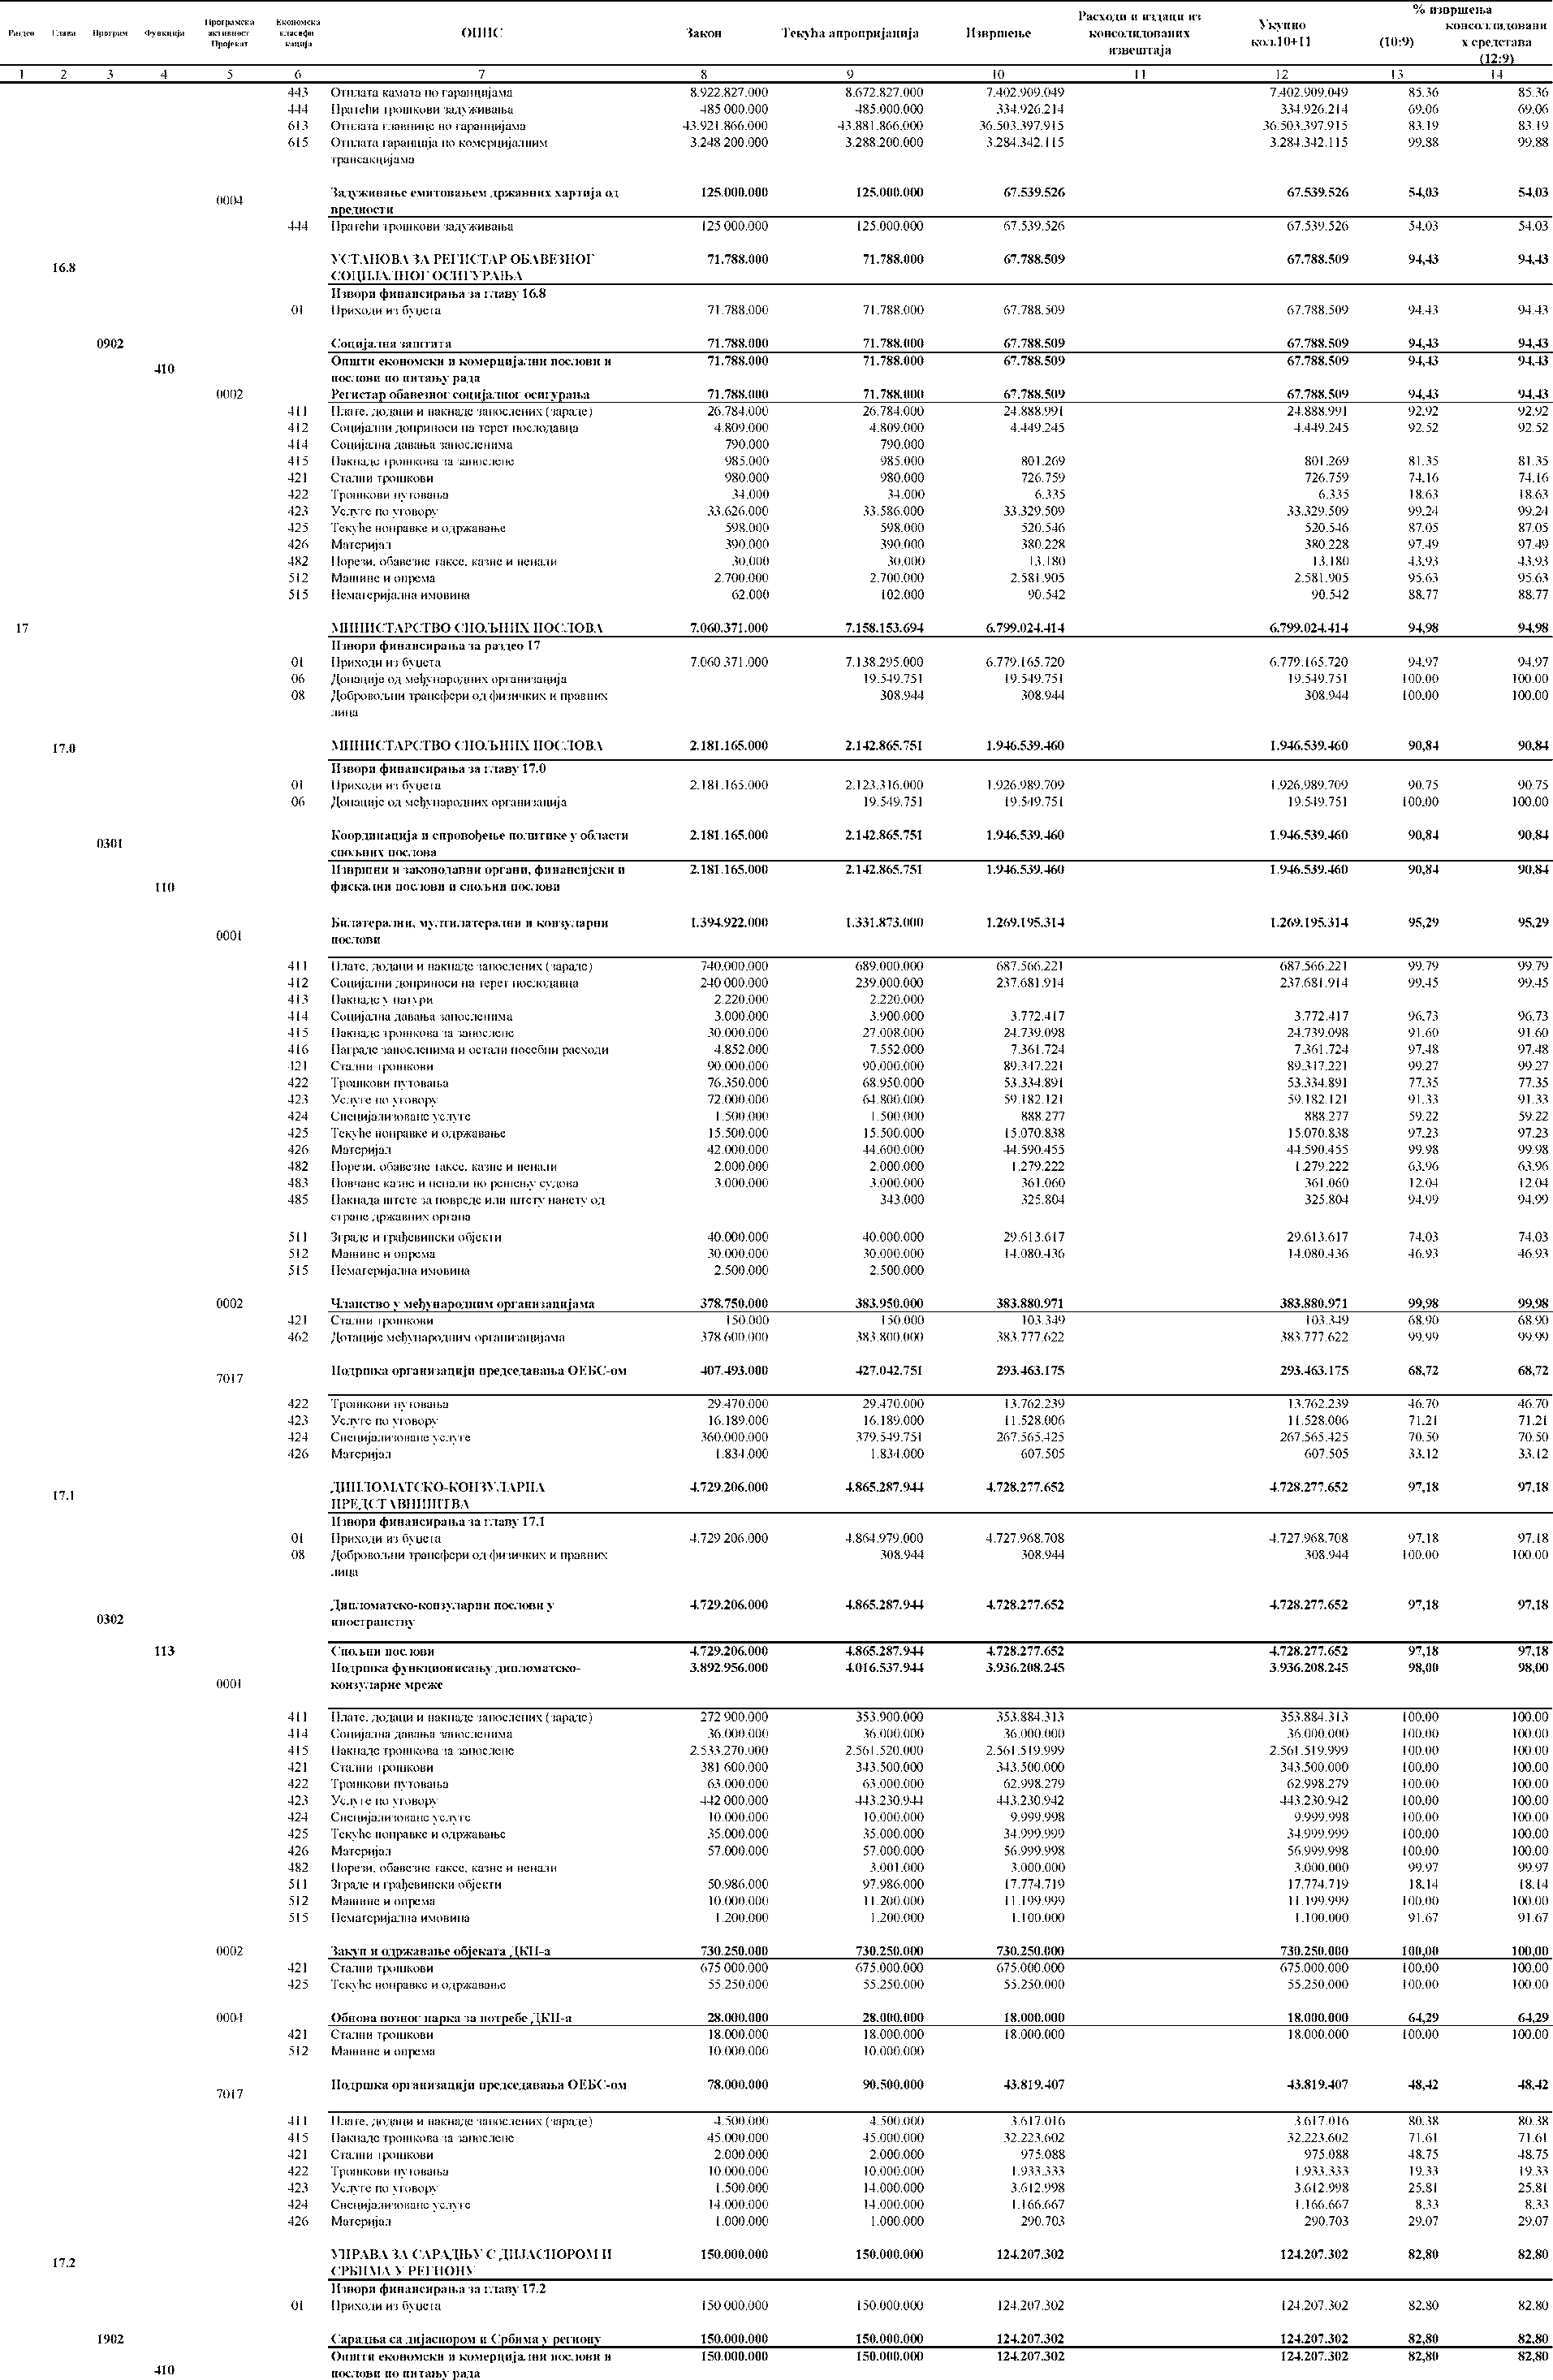 Раздео Глава Програм Функција Програмска активност Пројекат Економска класификација ОПИС Закон Текућа апропријација Извршење Расходи и издаци из консолидованих извештаја Укупно кол.10+11 % извршења (10:9) консолидованих средстава (12:9)
1 2 3 4 5 6 7 8 9 10 11 12 13 14
443 Отплата камата по гаранцијама 8.922.827.000 8.672.827.000 7.402.909.049 7.402.909.049 85.36 85.36
444 Пратећи трошкови задуживања 485.000.000 485.000.000 334.926.214 334.926.214 69.06 69.06
613 Отплата главнице по гаранцијама 43.921.866.000 43.881.866.000 36.503.397.915 36.503.397.915 83.19 83.19
615 Отплата гаранција по комерцијалним 3.248.200.000 3.288.200.000 3.284.342.115 3.284.342.115 99.88 99.88
трансакцијама
0004 Задуживање емитовањем државних хартија од 125.000.000 125.000.000 67.539.526 67.539.526 54,03 54,03
вредности
444 Пратећи трошкови задуживања 125.000.000 125.000.000 67.539.526 67.539.526 54.03 54.03
16.8 УСТАНОВА ЗА РЕГИСТАР ОБАВЕЗНОГ 71.788.000 71.788.000 67.788.509 67.788.509 94,43 94,43
СОЦИЈАЛНОГ ОСИГУРАЊА
Извори финансирања за главу 16.8
01 Приходи из буџета 71.788.000 71.788.000 67.788.509 67.788.509 94.43 94.43
0902 Социјална заштита 71.788.000 71.788.000 67.788.509 67.788.509 94,43 94,43
410 Општи економски и комерцијални послови и 71.788.000 71.788.000 67.788.509 67.788.509 94,43 94,43
послови по питању рада
0002 Регистар обавезног социјалног осигурања 71.788.000 71.788.000 67.788.509 67.788.509 94,43 94,43
411 Плате, додаци и накнаде запослених (зараде) 26.784.000 26.784.000 24.888.991 24.888.991 92.92 92.92
412 Социјални доприноси на терет послодавца 4.809.000 4.809.000 4.449.245 4.449.245 92.52 92.52
414 Социјална давања запосленима 790.000 790.000
415 Накнаде трошкова за запослене 985.000 985.000 801.269 801.269 81.35 81.35
421 Стални трошкови 980.000 980.000 726.759 726.759 74.16 74.16
422 Трошкови путовања 34.000 34.000 6.335 6.335 18.63 18.63
423 Услуге по уговору 33.626.000 33.586.000 33.329.509 33.329.509 99.24 99.24
425 Текуће поправке и одржавање 598.000 598.000 520.546 520.546 87.05 87.05
426 Материјал 390.000 390.000 380.228 380.228 97.49 97.49
482 Порези, обавезне таксе, казне и пенали 30.000 30.000 13.180 13.180 43.93 43.93
512 Машине и опрема 2.700.000 2.700.000 2.581.905 2.581.905 95.63 95.63
515 Нематеријална имовина 62.000 102.000 90.542 90.542 88.77 88.77
17 МИНИСТАРСТВО СПОЉНИХ ПОСЛОВА 7.060.371.000 7.158.153.694 6.799.024.414 6.799.024.414 94,98 94,98
Извори финансирања за раздео 17
01 Приходи из буџета 7.060.371.000 7.138.295.000 6.779.165.720 6.779.165.720 94.97 94.97
06 Донације од међународних организација 19.549.751 19.549.751 19.549.751 100.00 100.00
08 Добровољни трансфери од физичких и правних 308.944 308.944 308.944 100.00 100.00
лица
17.0 МИНИСТАРСТВО СПОЉНИХ ПОСЛОВА 2.181.165.000 2.142.865.751 1.946.539.460 1.946.539.460 90,84 90,84
Извори финансирања за главу 17.0
01 Приходи из буџета 2.181.165.000 2.123.316.000 1.926.989.709 1.926.989.709 90.75 90.75
06 Донације од међународних организација 19.549.751 19.549.751 19.549.751 100.00 100.00
0301 Координација и спровођење политике у области 2.181.165.000 2.142.865.751 1.946.539.460 1.946.539.460 90,84 90,84
спољних послова
110 Извршни и законодавни органи, финансијски и 2.181.165.000 2.142.865.751 1.946.539.460 1.946.539.460 90,84 90,84
фискални послови и спољни послови
0001 Билатерални, мултилатерални и конзуларни 1.394.922.000 1.331.873.000 1.269.195.314 1.269.195.314 95,29 95,29
послови
411 Плате, додаци и накнаде запослених (зараде) 740.000.000 689.000.000 687.566.221 687.566.221 99.79 99.79
412 Социјални доприноси на терет послодавца 240.000.000 239.000.000 237.681.914 237.681.914 99.45 99.45
413 Накнаде у натури 2.220.000 2.220.000
414 Социјална давања запосленима 3.000.000 3.900.000 3.772.417 3.772.417 96.73 96.73
415 Накнаде трошкова за запослене 30.000.000 27.008.000 24.739.098 24.739.098 91.60 91.60
416 Награде запосленима и остали посебни расходи 4.852.000 7.552.000 7.361.724 7.361.724 97.48 97.48
421 Стални трошкови 90.000.000 90.000.000 89.347.221 89.347.221 99.27 99.27
422 Трошкови путовања 76.350.000 68.950.000 53.334.891 53.334.891 77.35 77.35
423 Услуге по уговору 72.000.000 64.800.000 59.182.121 59.182.121 91.33 91.33
424 Специјализоване услуге 1.500.000 1.500.000 888.277 888.277 59.22 59.22
425 Текуће поправке и одржавање 15.500.000 15.500.000 15.070.838 15.070.838 97.23 97.23
426 Материјал 42.000.000 44.600.000 44.590.455 44.590.455 99.98 99.98
482 Порези, обавезне таксе, казне и пенали 2.000.000 2.000.000 1.279.222 1.279.222 63.96 63.96
483 Новчане казне и пенали по решењу судова 3.000.000 3.000.000 361.060 361.060 12.04 12.04
485 Накнада штете за повреде или штету нанету од 343.000 325.804 325.804 94.99 94.99
стране државних органа
511 Зграде и грађевински објекти 40.000.000 40.000.000 29.613.617 29.613.617 74.03 74.03
512 Машине и опрема 30.000.000 30.000.000 14.080.436 14.080.436 46.93 46.93
515 Нематеријална имовина 2.500.000 2.500.000
0002 Чланство у међународним организацијама 378.750.000 383.950.000 383.880.971 383.880.971 99,98 99,98
421 Стални трошкови 150.000 150.000 103.349 103.349 68.90 68.90
462 Дотације међународним организацијама 378.600.000 383.800.000 383.777.622 383.777.622 99.99 99.99
7017 Подршка организацији председавања ОЕБС-ом 407.493.000 427.042.751 293.463.175 293.463.175 68,72 68,72
422 Трошкови путовања 29.470.000 29.470.000 13.762.239 13.762.239 46.70 46.70
423 Услуге по уговору 16.189.000 16.189.000 11.528.006 11.528.006 71.21 71.21
424 Специјализоване услуге 360.000.000 379.549.751 267.565.425 267.565.425 70.50 70.50
426 Материјал 1.834.000 1.834.000 607.505 607.505 33.12 33.12
17.1 ДИПЛОМАТСКО-КОНЗУЛАРНА 4.729.206.000 4.865.287.944 4.728.277.652 4.728.277.652 97,18 97,18
ПРЕДСТАВНИШТВА
Извори финансирања за главу 17.1
01 Приходи из буџета 4.729.206.000 4.864.979.000 4.727.968.708 4.727.968.708 97.18 97.18
08 Добровољни трансфери од физичких и правних 308.944 308.944 308.944 100.00 100.00
лица
0302 Дипломатско-конзуларни послови у 4.729.206.000 4.865.287.944 4.728.277.652 4.728.277.652 97,18 97,18
иностранству
113 Спољни послови 4.729.206.000 4.865.287.944 4.728.277.652 4.728.277.652 97,18 97,18
0001 Подршка функционисању дипломатско- 3.892.956.000 4.016.537.944 3.936.208.245 3.936.208.245 98,00 98,00
конзуларне мреже
411 Плате, додаци и накнаде запослених (зараде) 272.900.000 353.900.000 353.884.313 353.884.313 100.00 100.00
414 Социјална давања запосленима 36.000.000 36.000.000 36.000.000 36.000.000 100.00 100.00
415 Накнаде трошкова за запослене 2.533.270.000 2.561.520.000 2.561.519.999 2.561.519.999 100.00 100.00
421 Стални трошкови 381.600.000 343.500.000 343.500.000 343.500.000 100.00 100.00
422 Трошкови путовања 63.000.000 63.000.000 62.998.279 62.998.279 100.00 100.00
423 Услуге по уговору 442.000.000 443.230.944 443.230.942 443.230.942 100.00 100.00
424 Специјализоване услуге 10.000.000 10.000.000 9.999.998 9.999.998 100.00 100.00
425 Текуће поправке и одржавање 35.000.000 35.000.000 34.999.999 34.999.999 100.00 100.00
426 Материјал 57.000.000 57.000.000 56.999.998 56.999.998 100.00 100.00
482 Порези, обавезне таксе, казне и пенали 3.001.000 3.000.000 3.000.000 99.97 99.97
511 Зграде и грађевински објекти 50.986.000 97.986.000 17.774.719 17.774.719 18.14 18.14
512 Машине и опрема 10.000.000 11.200.000 11.199.999 11.199.999 100.00 100.00
515 Нематеријална имовина 1.200.000 1.200.000 1.100.000 1.100.000 91.67 91.67
0002 Закуп и одржавање објеката ДКП-а 730.250.000 730.250.000 730.250.000 730.250.000 100,00 100,00
421 Стални трошкови 675.000.000 675.000.000 675.000.000 675.000.000 100.00 100.00
425 Текуће поправке и одржавање 55.250.000 55.250.000 55.250.000 55.250.000 100.00 100.00
0004 Обнова возног парка за потребе ДКП-а 28.000.000 28.000.000 18.000.000 18.000.000 64,29 64,29
421 Стални трошкови 18.000.000 18.000.000 18.000.000 18.000.000 100.00 100.00
512 Машине и опрема 10.000.000 10.000.000
7017 Подршка организацији председавања ОЕБС-ом 78.000.000 90.500.000 43.819.407 43.819.407 48,42 48,42
411 Плате, додаци и накнаде запослених (зараде) 4.500.000 4.500.000 3.617.016 3.617.016 80.38 80.38
415 Накнаде трошкова за запослене 45.000.000 45.000.000 32.223.602 32.223.602 71.61 71.61
421 Стални трошкови 2.000.000 2.000.000 975.088 975.088 48.75 48.75
422 Трошкови путовања 10.000.000 10.000.000 1.933.333 1.933.333 19.33 19.33
423 Услуге по уговору 1.500.000 14.000.000 3.612.998 3.612.998 25.81 25.81
424 Специјализоване услуге 14.000.000 14.000.000 1.166.667 1.166.667 8.33 8.33
426 Материјал 1.000.000 1.000.000 290.703 290.703 29.07 29.07
17.2 УПРАВА ЗА САРАДЊУ С ДИЈАСПОРОМ И 150.000.000 150.000.000 124.207.302 124.207.302 82,80 82,80
СРБИМА У РЕГИОНУ
Извори финансирања за главу 17.2
01 Приходи из буџета 150.000.000 150.000.000 124.207.302 124.207.302 82.80 82.80
1902 Сарадња са дијаспором и Србима у региону 150.000.000 150.000.000 124.207.302 124.207.302 82,80 82,80
410 Општи економски и комерцијални послови и 150.000.000 150.000.000 124.207.302 124.207.302 82,80 82,80
послови по питању рада